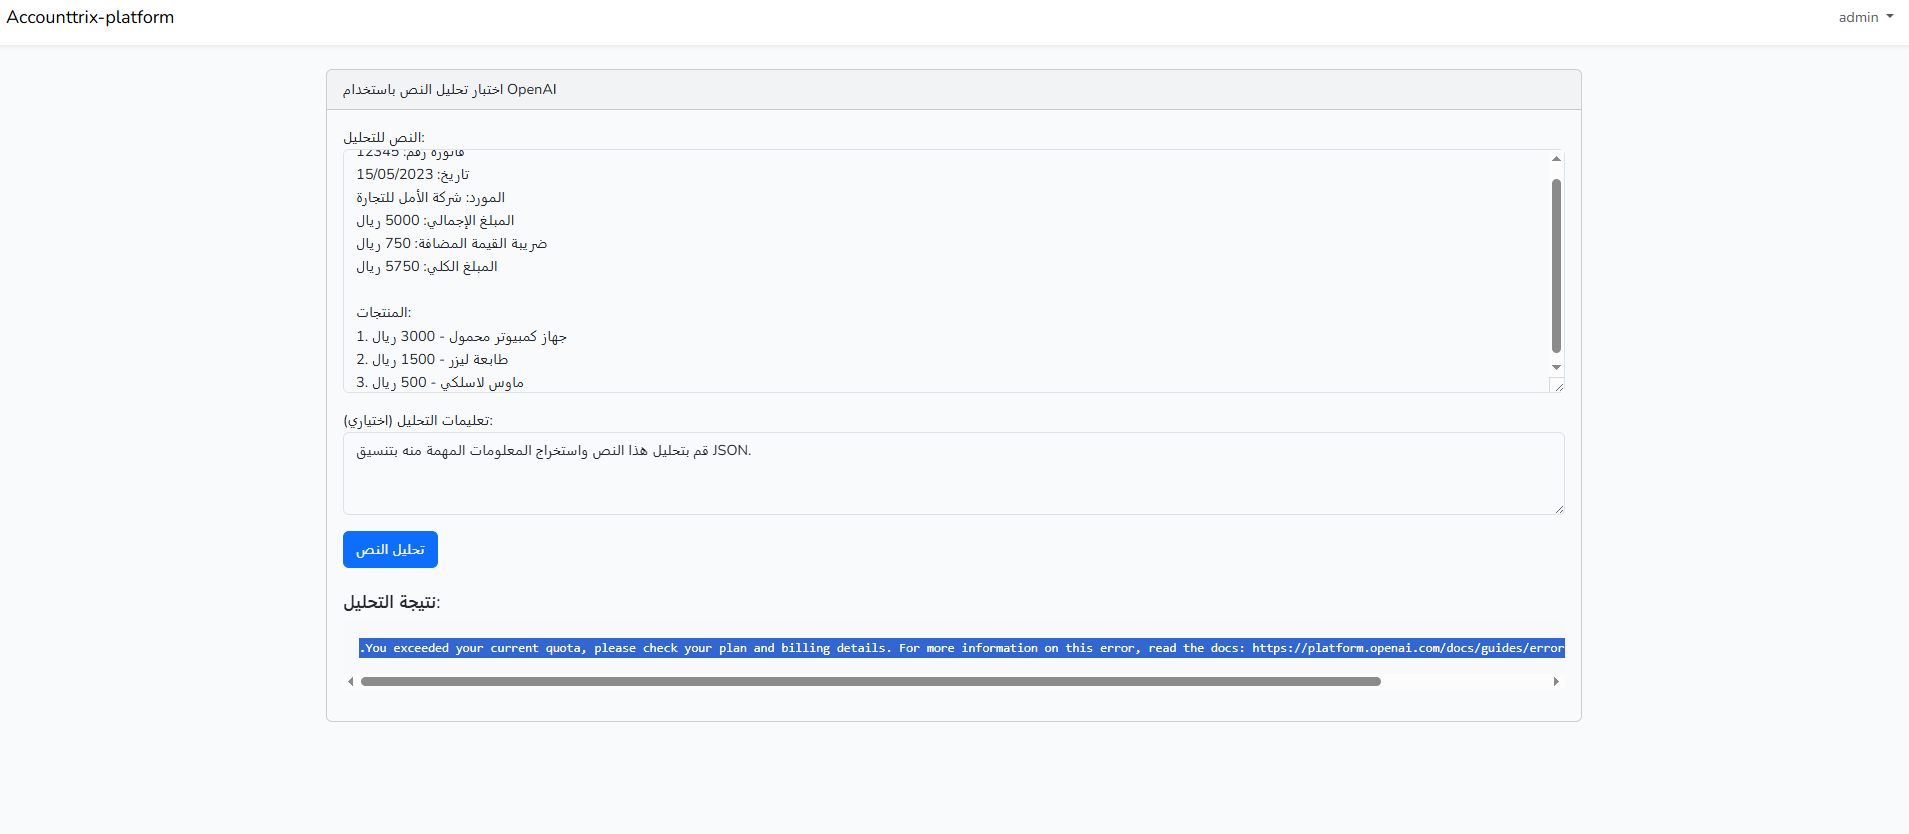 Accounttrix-platform
admin
اختبار تحليل النص باستخدام OpenAI
النص للتحليل:
فاتورة رقم: 12345
تاريخ: 15/05/2023
المورد: شركة الأمل للتجارة
المبلغ الإجمالي: 5000 ريال
ضريبة القيمة المضافة: 750 ريال
المبلغ الكلي: 5750 ريال
المنتجات:
1. جهاز كمبيوتر محمول - 3000 ريال
2. طابعة ليزر - 1500 ريال
3. ماوس لاسلكي - 500 ريال
تعليمات التحليل (اختياري):
قم بتحليل هذا النص واستخراج المعلومات المهمة منه بتنسيق JSON.
تحليل النص
نتيجة التحليل:
.You exceeded your current quota, please check your plan and billing details. For more information on this error, read the docs: https://platform.openai.com/docs/guides/error